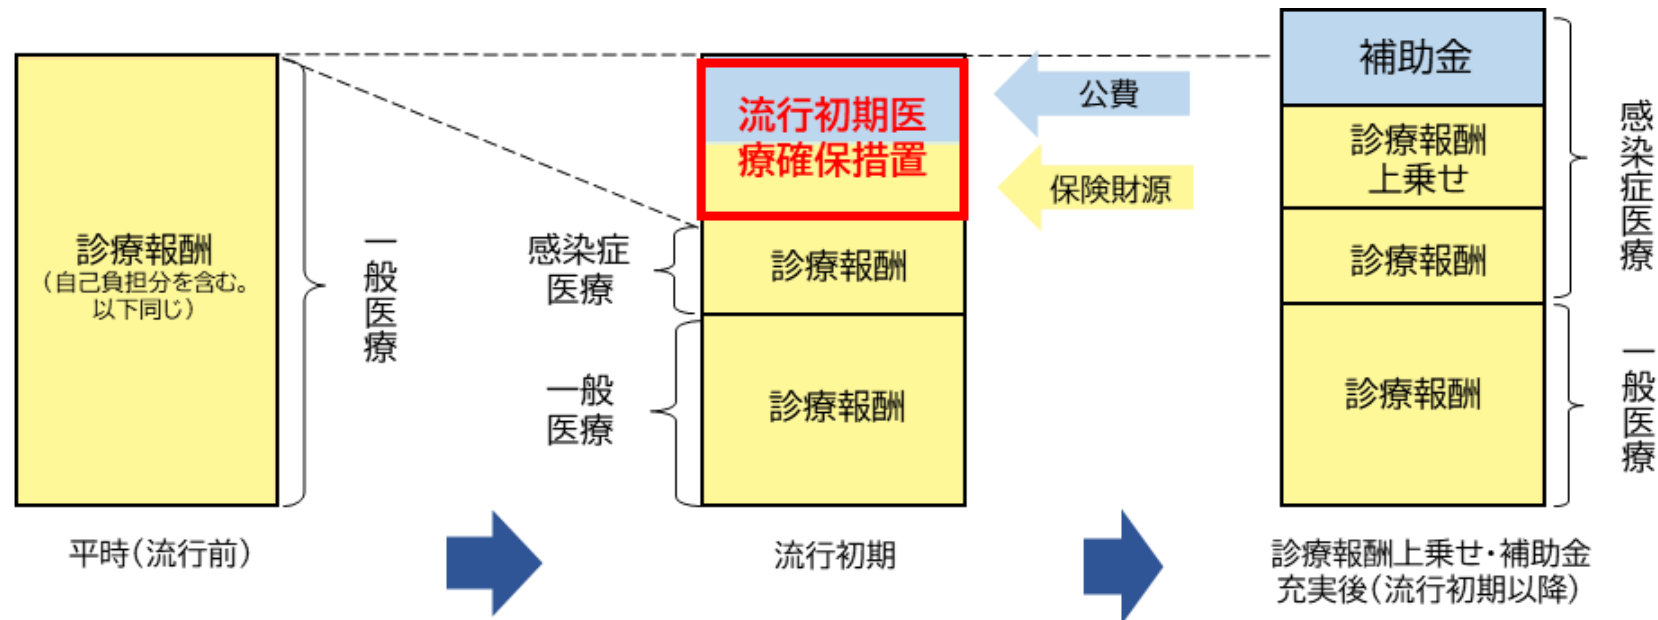 診療報酬
（自己負担分を含む。
以下同じ）
一般医療
平時（流行前）
流行初期医
療確保措置
公費
保険財源
感染症
医療
診療報酬
一般
医療
診療報酬
流行初期
補助金
診療報酬
上乗せ
診療報酬
感染症医療
診療報酬
一般医療
診療報酬上乗せ・補助金
充実後（流行初期以降）